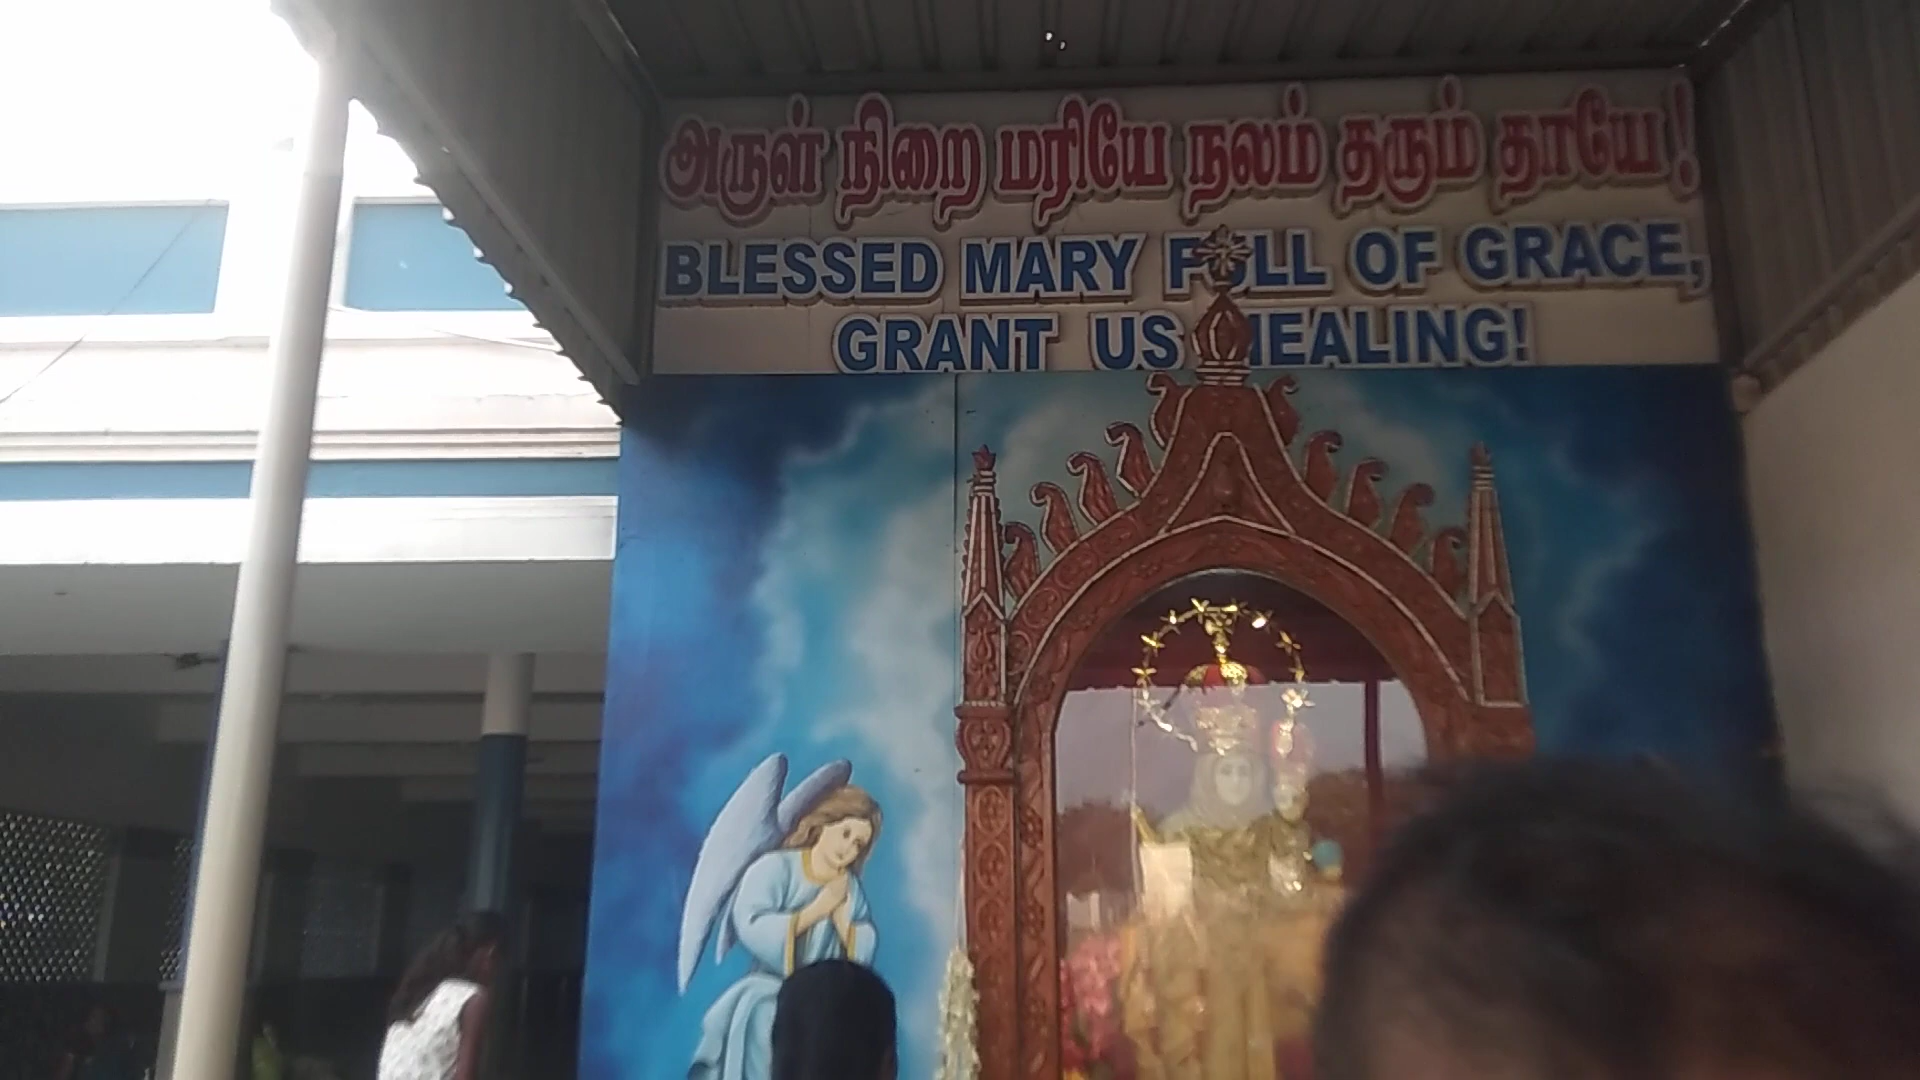 அருள் நிறை மரியே நலம் தரும் தாயே!
BLESSED MARY FULL OF GRACE,
GRANT US HEALING!